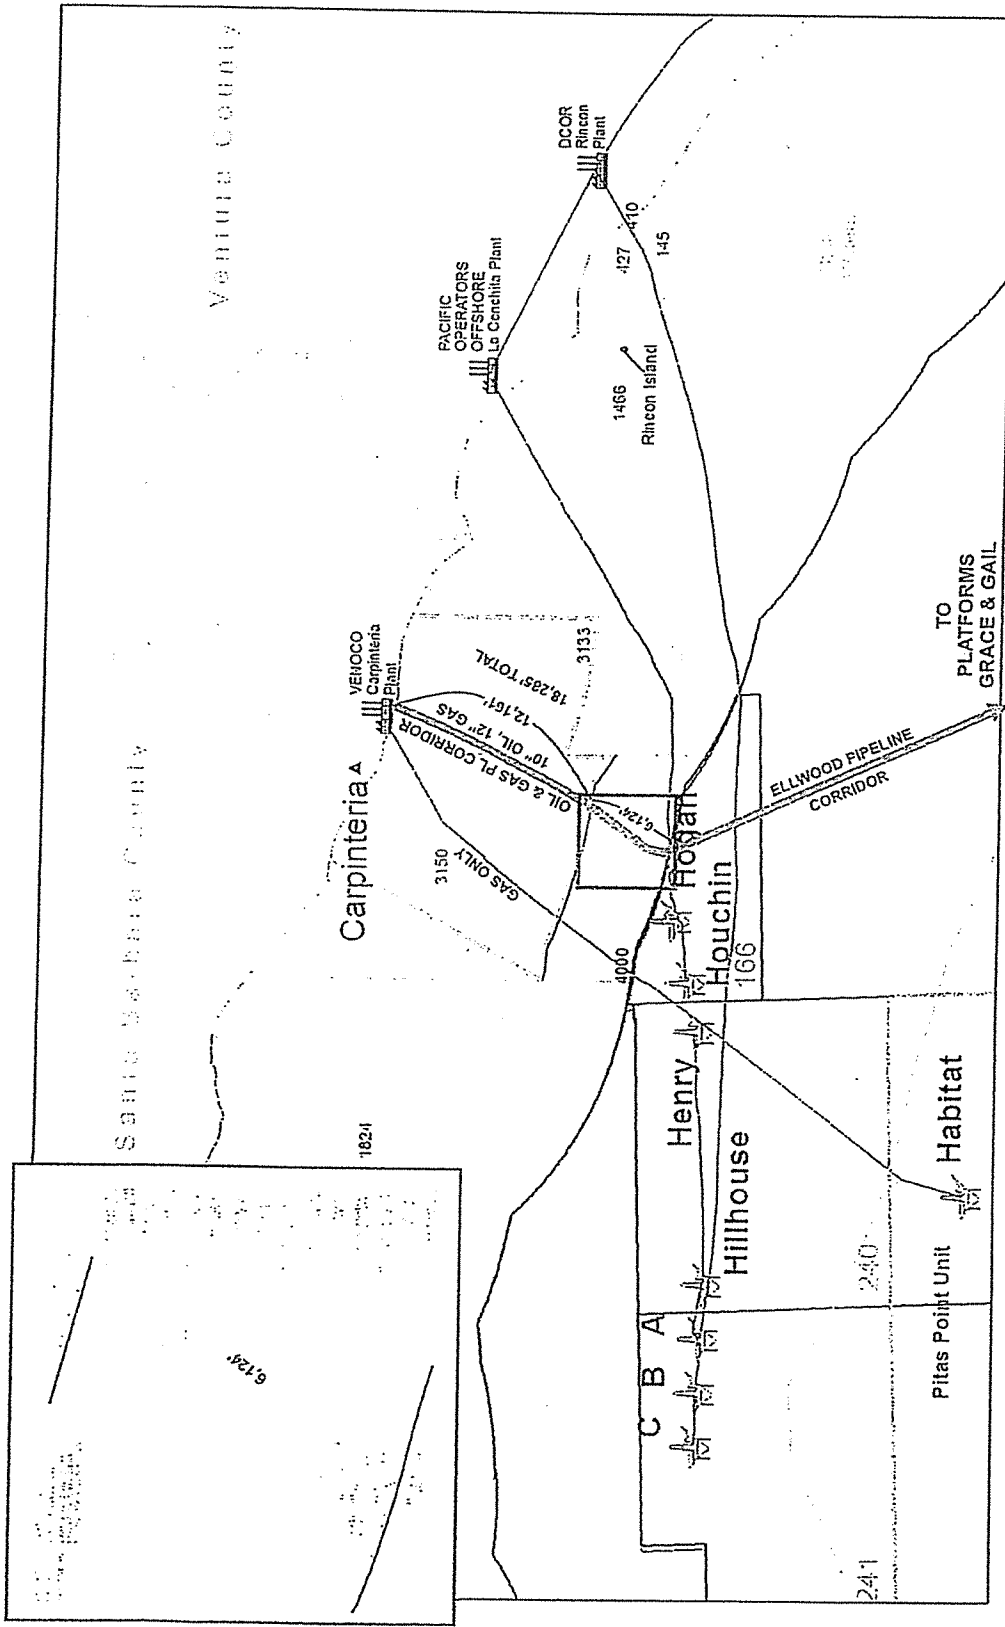 Santa Barbara County
Ventura County
VENOCO
Carpinteria
Plant
PACIFIC
OPERATORS
OFFSHORE
La Conchita Plant
DCOR
Rincon
Plant
Carpinteria
1824
3150
GAS ONLY
OIL & GAS PL CORRIDOR
10" OIL, 12" GAS
12,161'
18,285' TOTAL
3133
6,124'
6,124'
4000
1466
Rincon Island
427
410
145
C
B
A
Hillhouse
Henry
Houchin
Hogan
166
ELLWOOD PIPELINE
CORRIDOR
241
240
Pitas Point Unit
Habitat
TO
PLATFORMS
GRACE & GAIL